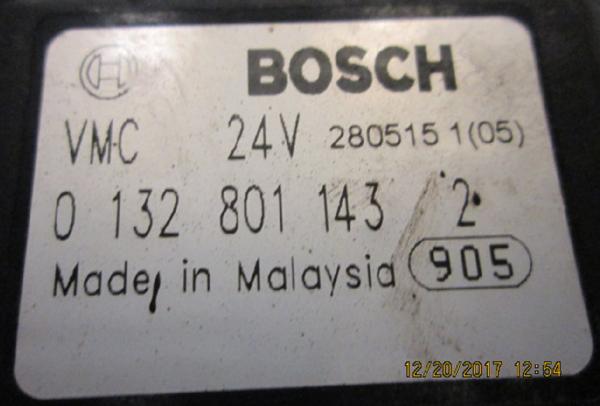 BOSCH
VMC 24V 280515 1(05)
0 132 801 143 2
Made in Malaysia 905
12/20/2017 12:54